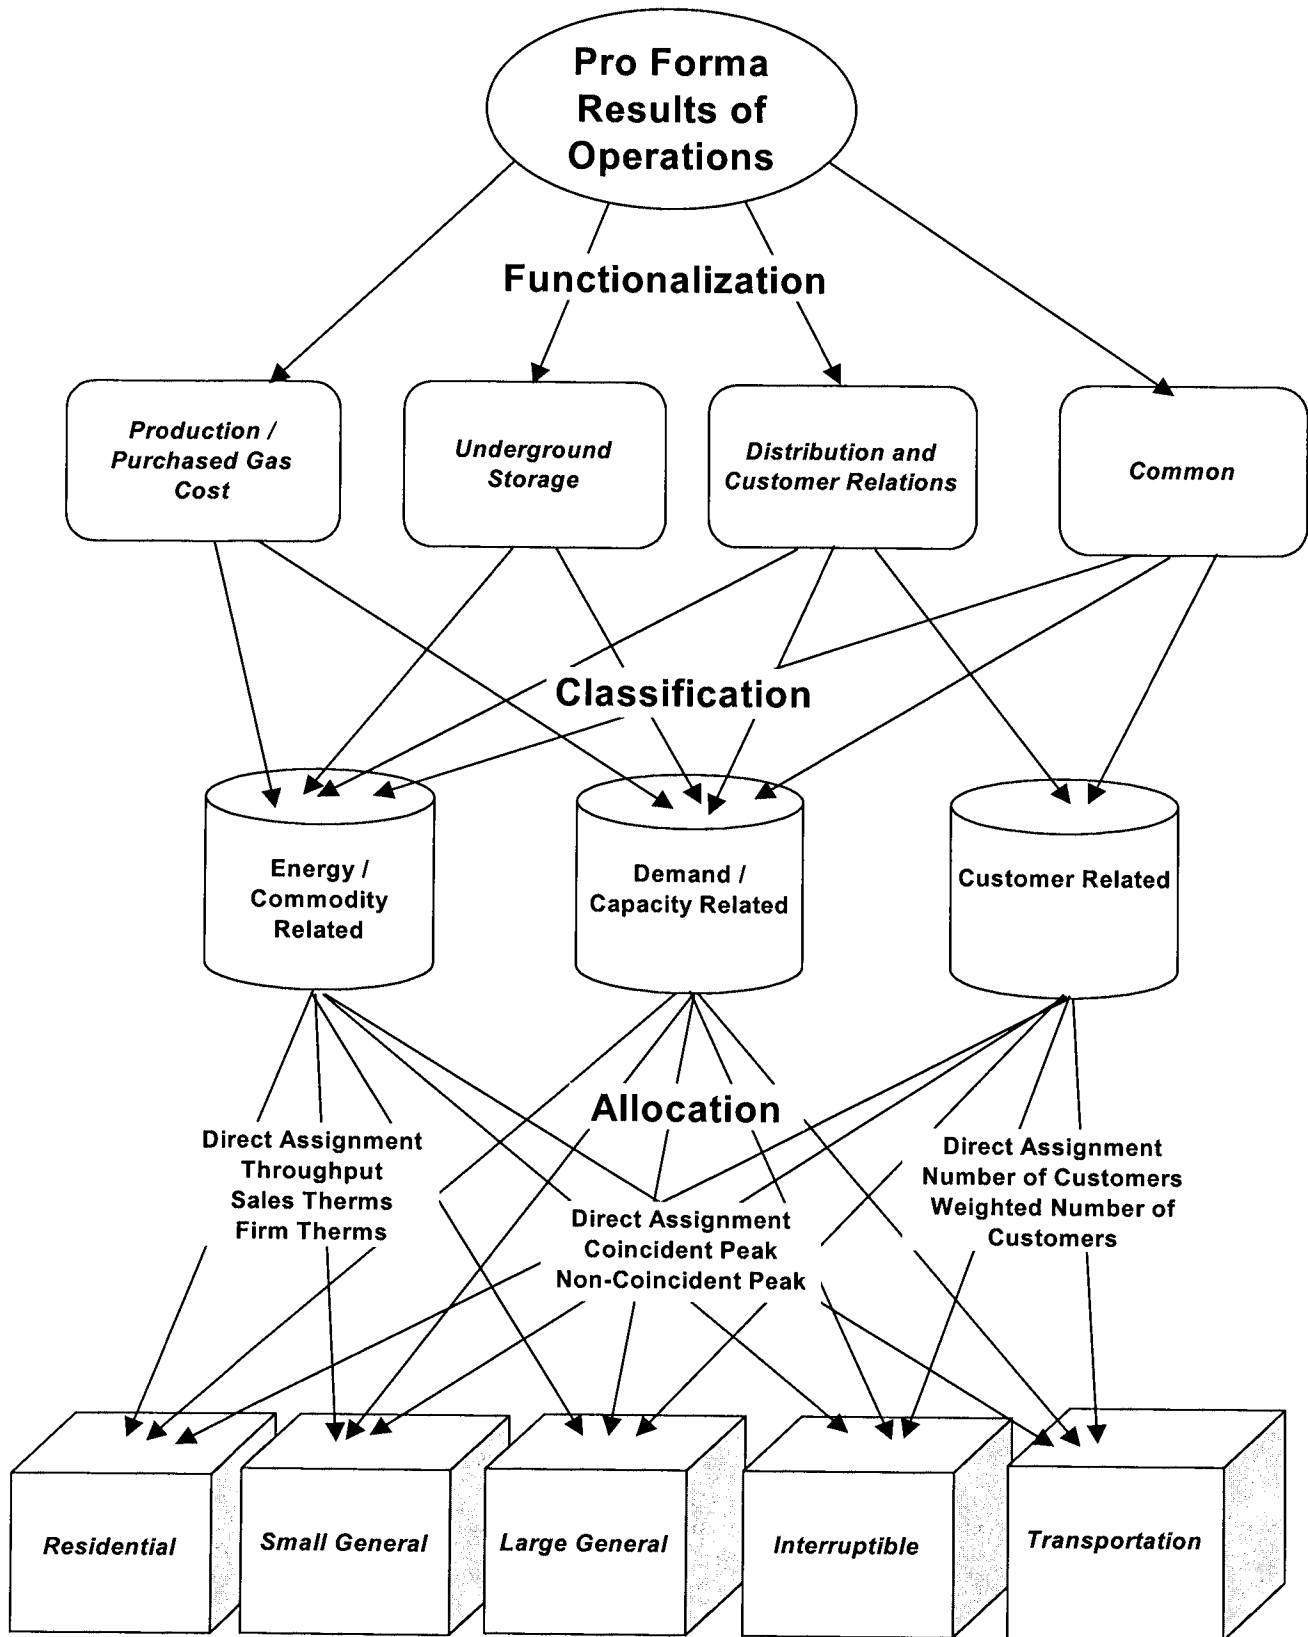 Pro Forma
Results of
Operations
Functionalization
Production /
Purchased Gas
Cost
Underground
Storage
Distribution and
Customer Relations
Common
Classification
Energy /
Commodity
Related
Demand /
Capacity Related
Customer Related
Allocation
Direct Assignment
Throughput
Sales Therms
Firm Therms
Direct Assignment
Coincident Peak
Non-Coincident Peak
Direct Assignment
Number of Customers
Weighted Number of
Customers
Residential
Small General
Large General
Interruptible
Transportation